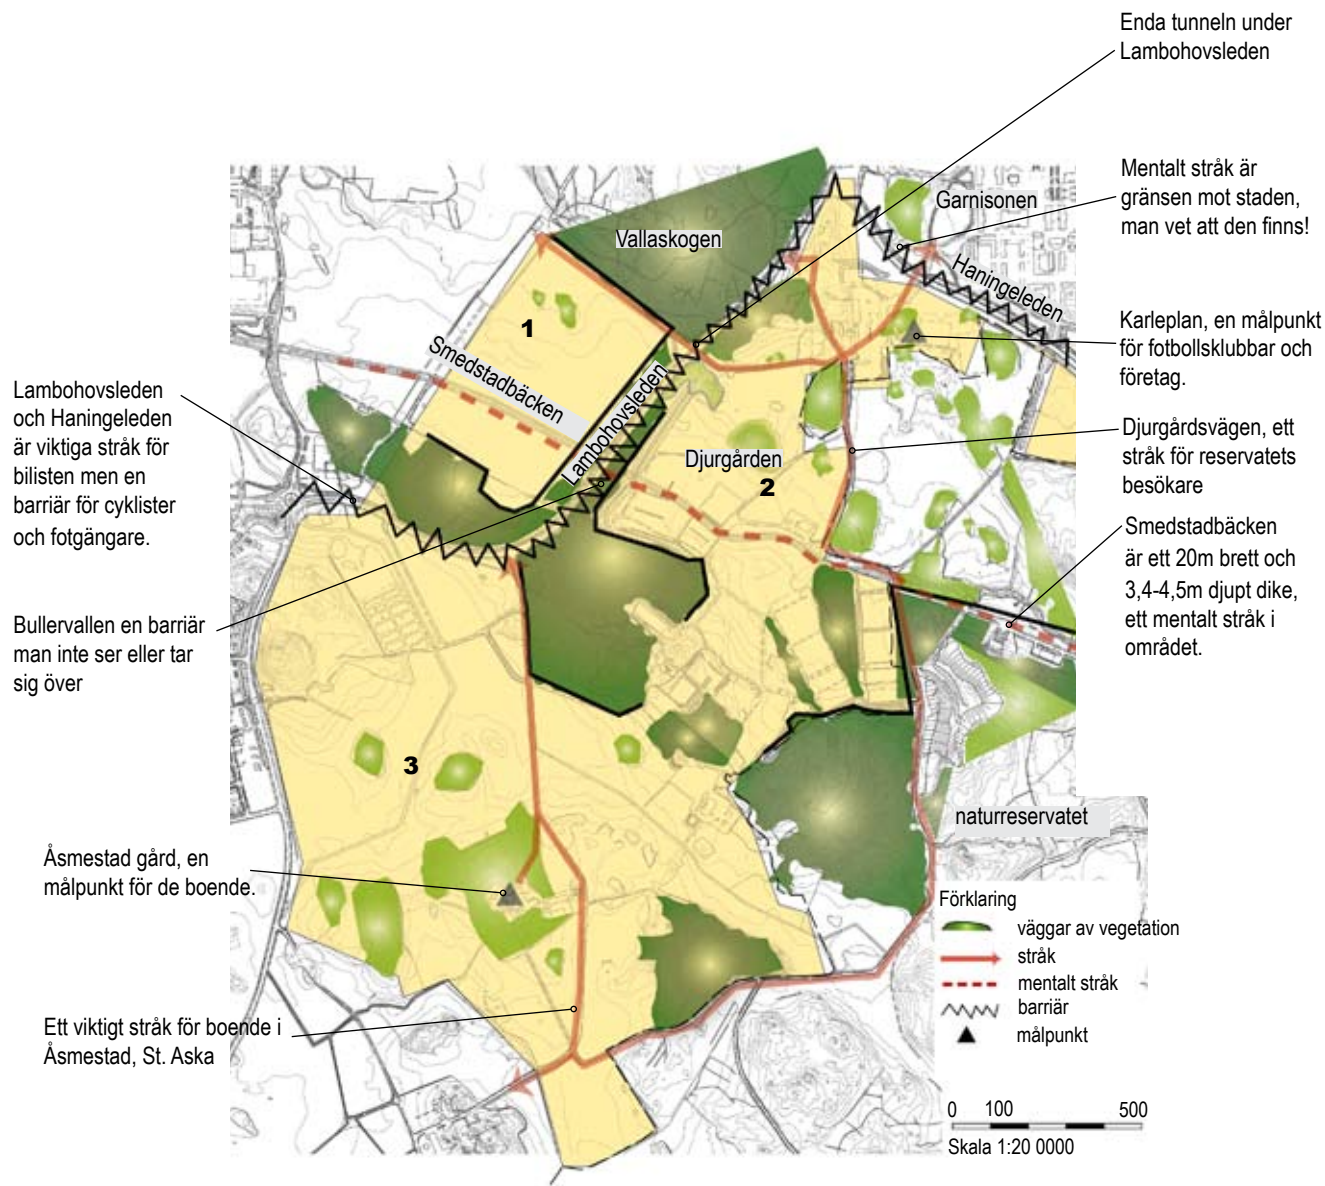 Enda tunneln under
Lambohovsleden
Mentalt stråk är
gränsen mot staden,
man vet att den finns!
Garnisonen
Vallaskogen
Haningeleden
Karleplan, en målpunkt
för fotbollsklubbar och
företag.
1
Smedstadbäcken
Lambohovsleden
Lambohovsleden
och Haningeleden
är viktiga stråk för
bilisten men en
barriär för cyklister
och fotgängare.
Djurgården
2
Djurgårdsvägen, ett
stråk för reservatets
besökare
Smedstadbäcken
är ett 20m brett och
3,4-4,5m djupt dike,
ett mentalt stråk i
området.
Bullervallen en barriär
man inte ser eller tar
sig över
3
naturreservatet
Åsmestad gård, en
målpunkt för de boende.
Ett viktigt stråk för boende i
Åsmestad, St. Aska
Förklaring
väggar av vegetation
stråk
mentalt stråk
barriär
målpunkt
0 100 500
Skala 1:20 0000